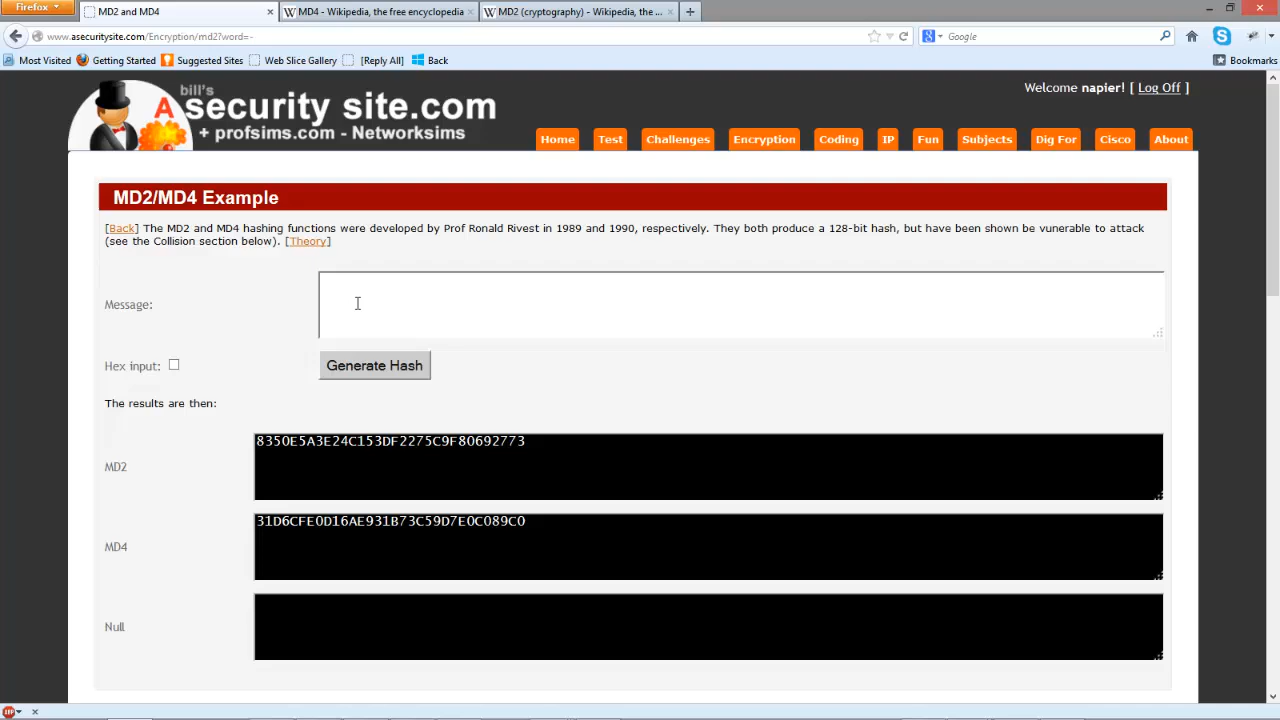 Firefox
MD2 and MD4
MD4 - Wikipedia, the free encyclopedia
MD2 (cryptography) - Wikipedia, the ...
www.asecuritysite.com/Encryption/md2?word=-
Google
Most Visited
Getting Started
Suggested Sites
Web Slice Gallery
[Reply All]
Back
Bookmarks
bill's
A security site.com
+ profsims.com - Networksims
Welcome napier! [ Log Off ]
Home Test Challenges Encryption Coding IP Fun Subjects Dig For Cisco About
MD2/MD4 Example
[Back] The MD2 and MD4 hashing functions were developed by Prof Ronald Rivest in 1989 and 1990, respectively. They both produce a 128-bit hash, but have been shown be vunerable to attack
(see the Collision section below). [Theory]
Message:
Hex input:
Generate Hash
The results are then:
MD2
8350E5A3E24C153DF2275C9F80692773
MD4
31D6CFE0D16AE931B73C59D7E0C089C0
Null